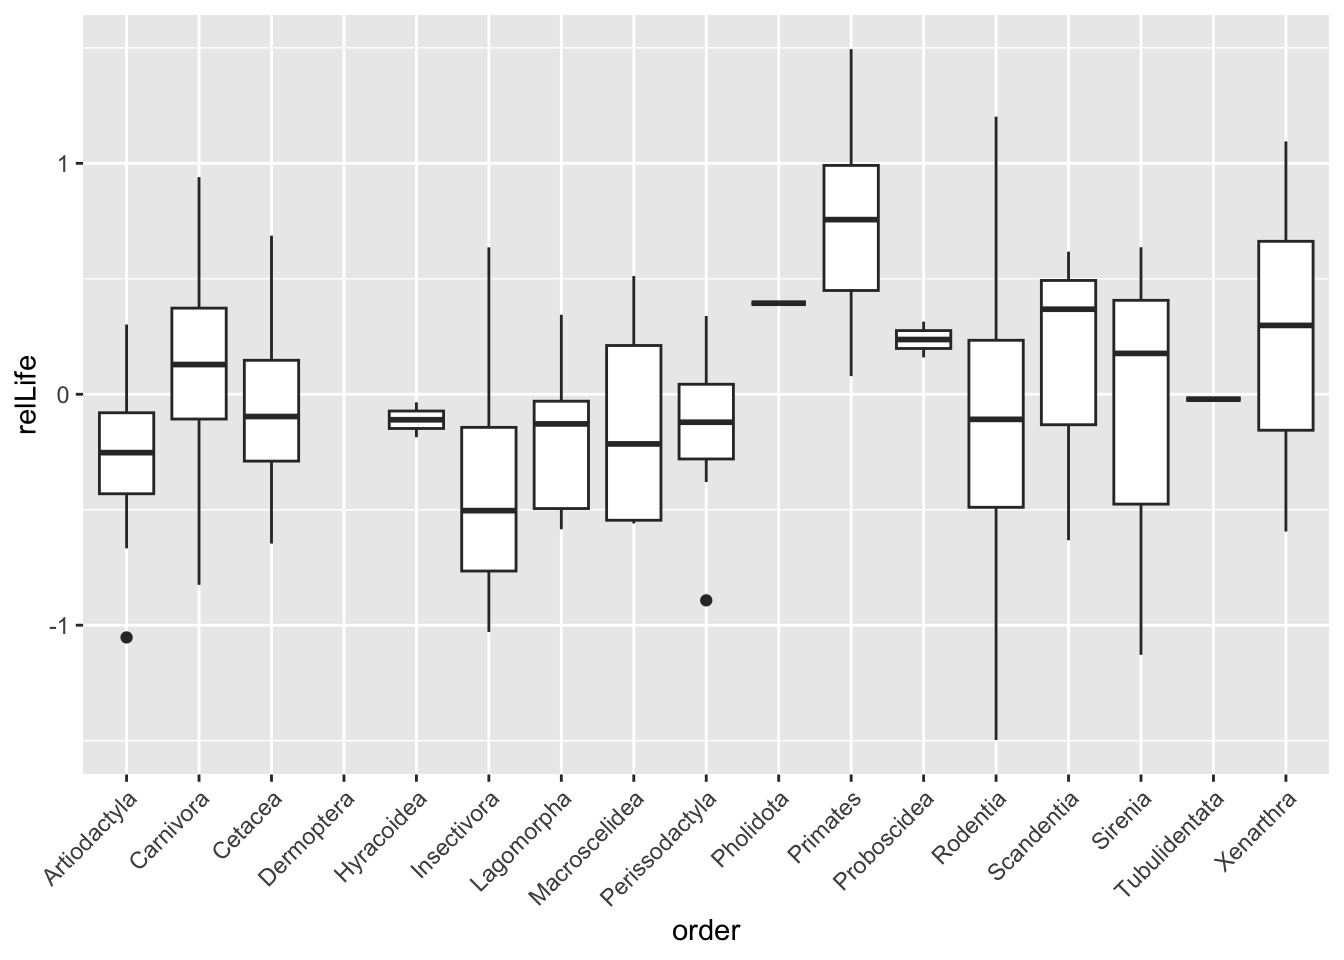 relLife
1
0
-1
Artiodactyla
Carnivora
Cetacea
Dermoptera
Hyracoidea
Insectivora
Lagomorpha
Macroscelidea
Perissodactyla
Pholidota
Primates
Proboscidea
Rodentia
Scandentia
Sirenia
Tubulidentata
Xenarthra
order